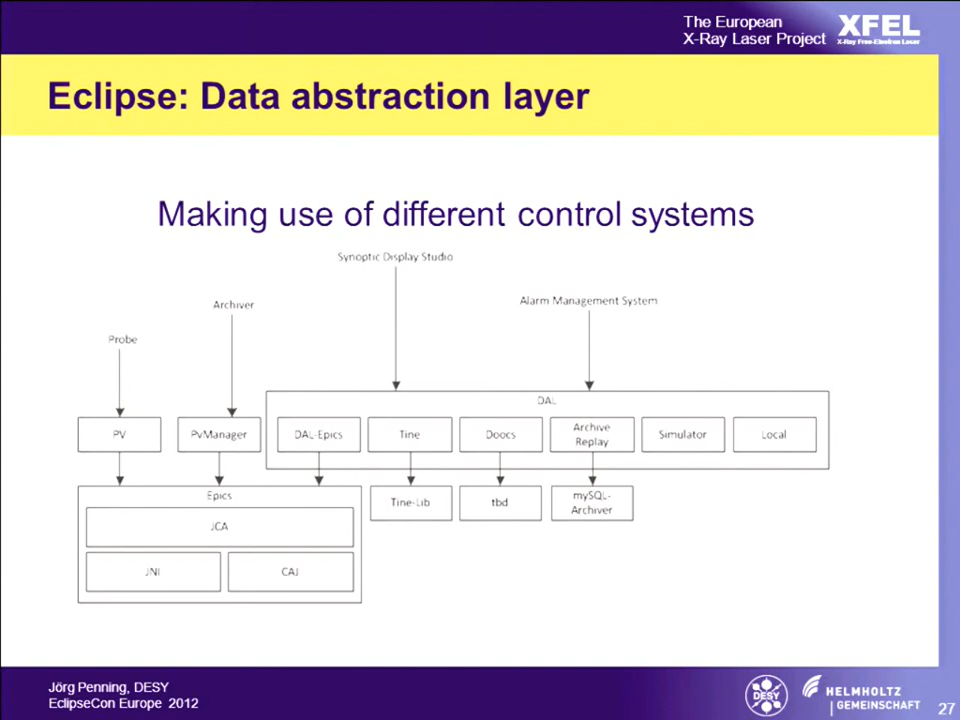 The European
X-Ray Laser Project
XFEL
X-Ray Free-Electron Laser
Eclipse: Data abstraction layer
Making use of different control systems
Synoptic Display Studio
Alarm Management System
Archiver
Probe
DAL
PV
PvManager
DAL-Epics
Tine
Doocs
Archive
Replay
Simulator
Local
Epics
JCA
JNI
CAJ
Tine-Lib
tbd
mySQL-
Archiver
Jörg Penning, DESY
EclipseCon Europe 2012
DESY
HELMHOLTZ
GEMEINSCHAFT
27